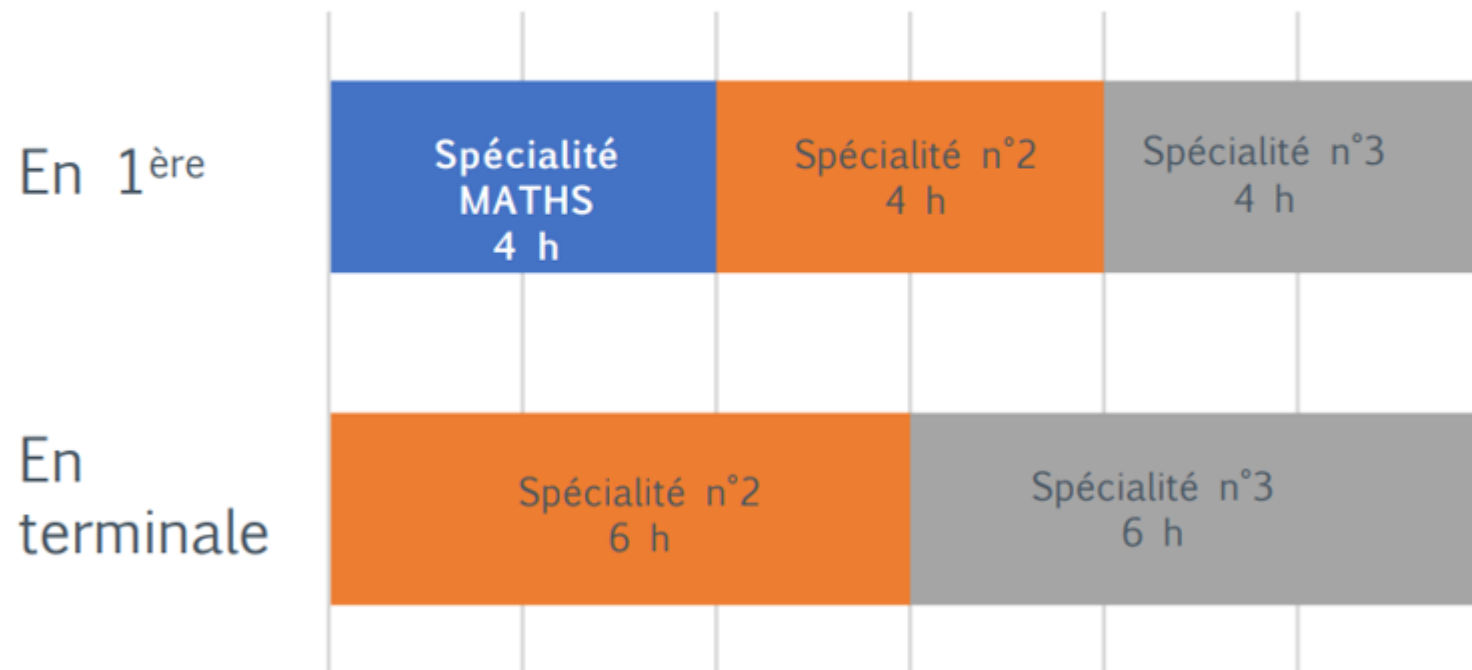 En 1ère
Spécialité
MATHS
4 h
Spécialité n°2
4 h
Spécialité n°3
4 h
En
terminale
Spécialité n°2
6 h
Spécialité n°3
6 h